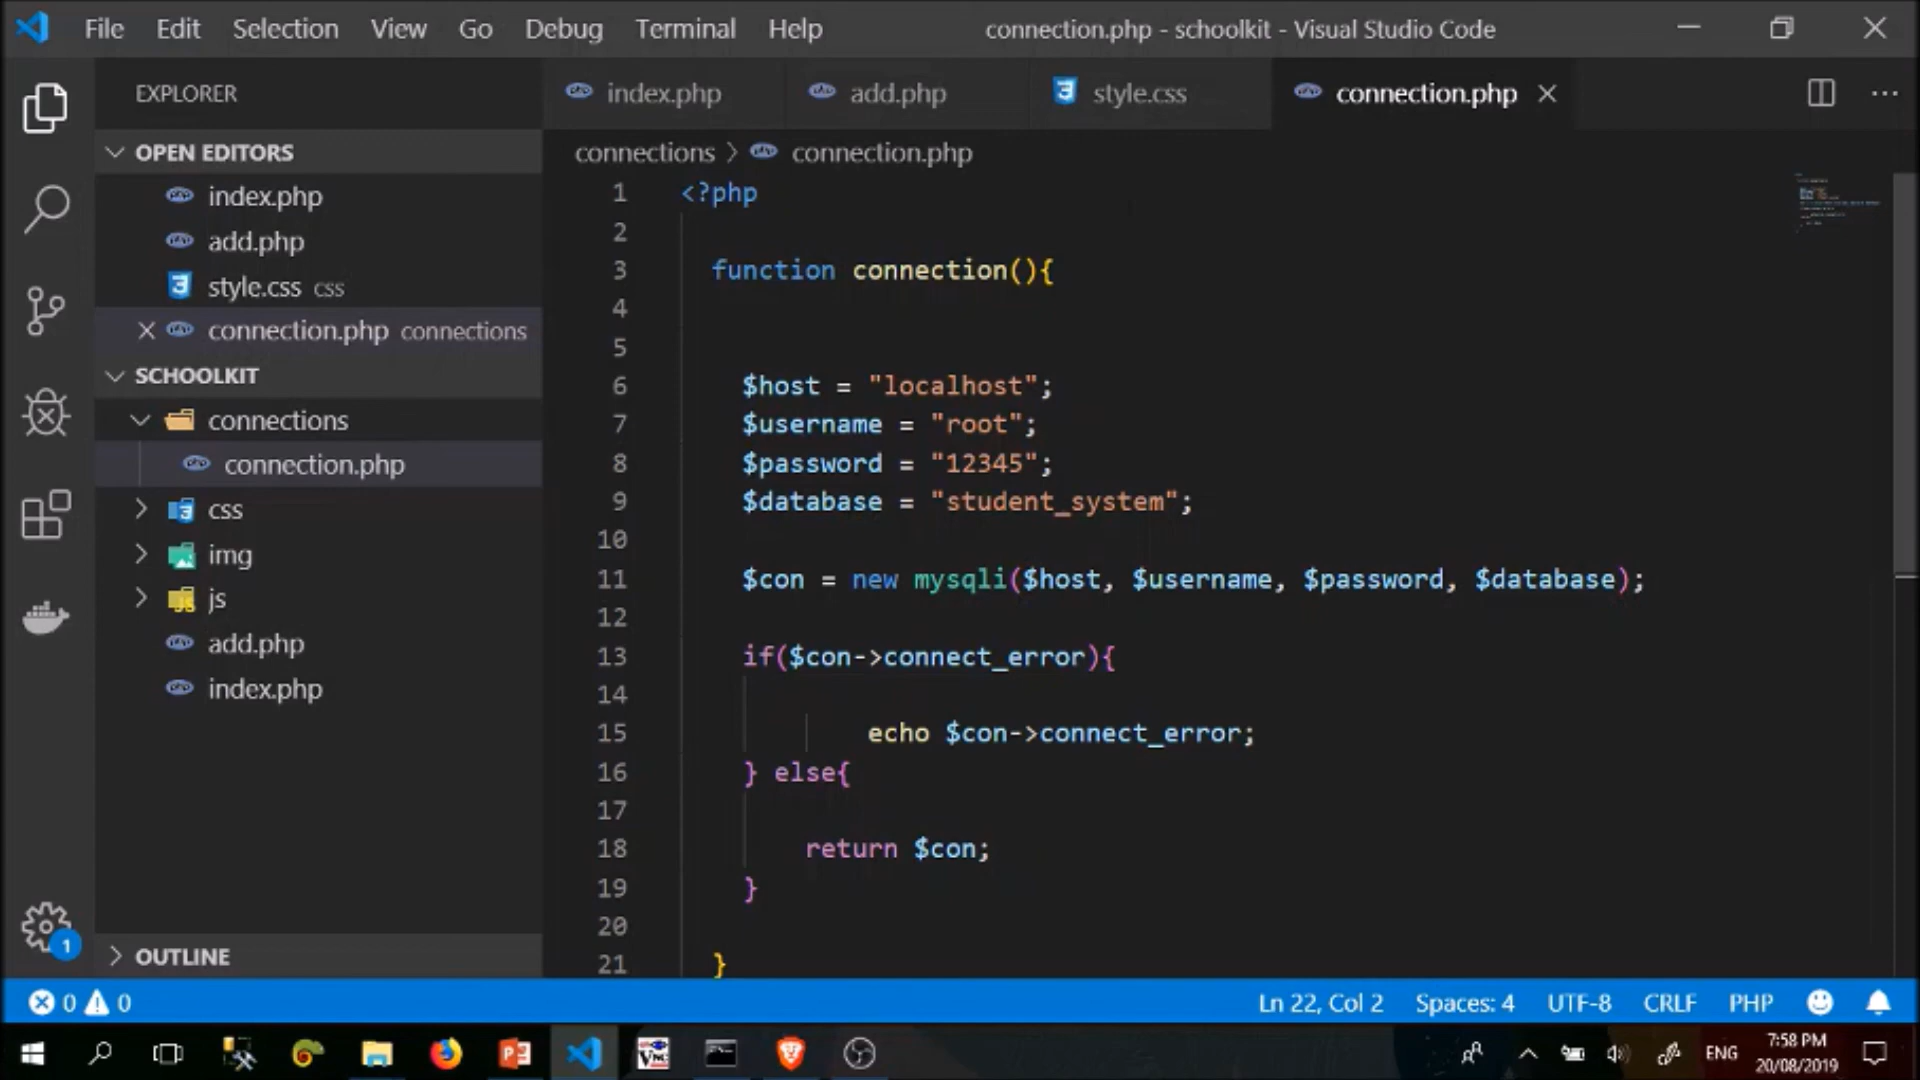 File Edit Selection View Go Debug Terminal Help connection.php - schoolkit - Visual Studio Code
EXPLORER
index.php add.php style.css connection.php
OPEN EDITORS
index.php
add.php
style.css css
connection.php connections
SCHOOLKIT
connections
connection.php
css
img
js
add.php
index.php
OUTLINE
connections > connection.php
1 <?php
2
3 function connection(){
4
5
6 $host = "localhost";
7 $username = "root";
8 $password = "12345";
9 $database = "student_system";
10
11 $con = new mysqli($host, $username, $password, $database);
12
13 if($con->connect_error){
14
15 echo $con->connect_error;
16 } else{
17
18 return $con;
19 }
20
21 }
1
0 0 Ln 22, Col 2 Spaces: 4 UTF-8 CRLF PHP
ENG 7:58 PM
20/08/2019